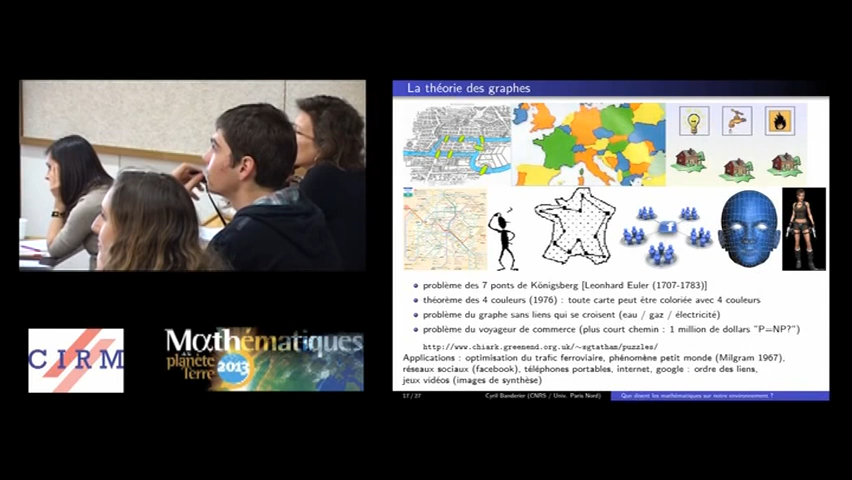 La théorie des graphes
f
problème des 7 ponts de Königsberg [Leonhard Euler (1707-1783)]
théorème des 4 couleurs (1976) : toute carte peut être coloriée avec 4 couleurs
problème du graphe sans liens qui se croisent (eau / gaz / électricité)
problème du voyageur de commerce (plus court chemin : 1 million de dollars "P=NP?")
http://www.chiark.greenend.org.uk/~sgtatham/puzzles/
Applications : optimisation du trafic ferroviaire, phénomène petit monde (Milgram 1967),
réseaux sociaux (facebook), téléphones portables, internet, google : ordre des liens,
jeux vidéos (images de synthèse)
17 / 27 Cyril Banderier (CNRS / Univ. Paris Nord) Que disent les mathématiques sur notre environnement ?
CIRM
Mαthématiques
de la
planète
Terre
2013